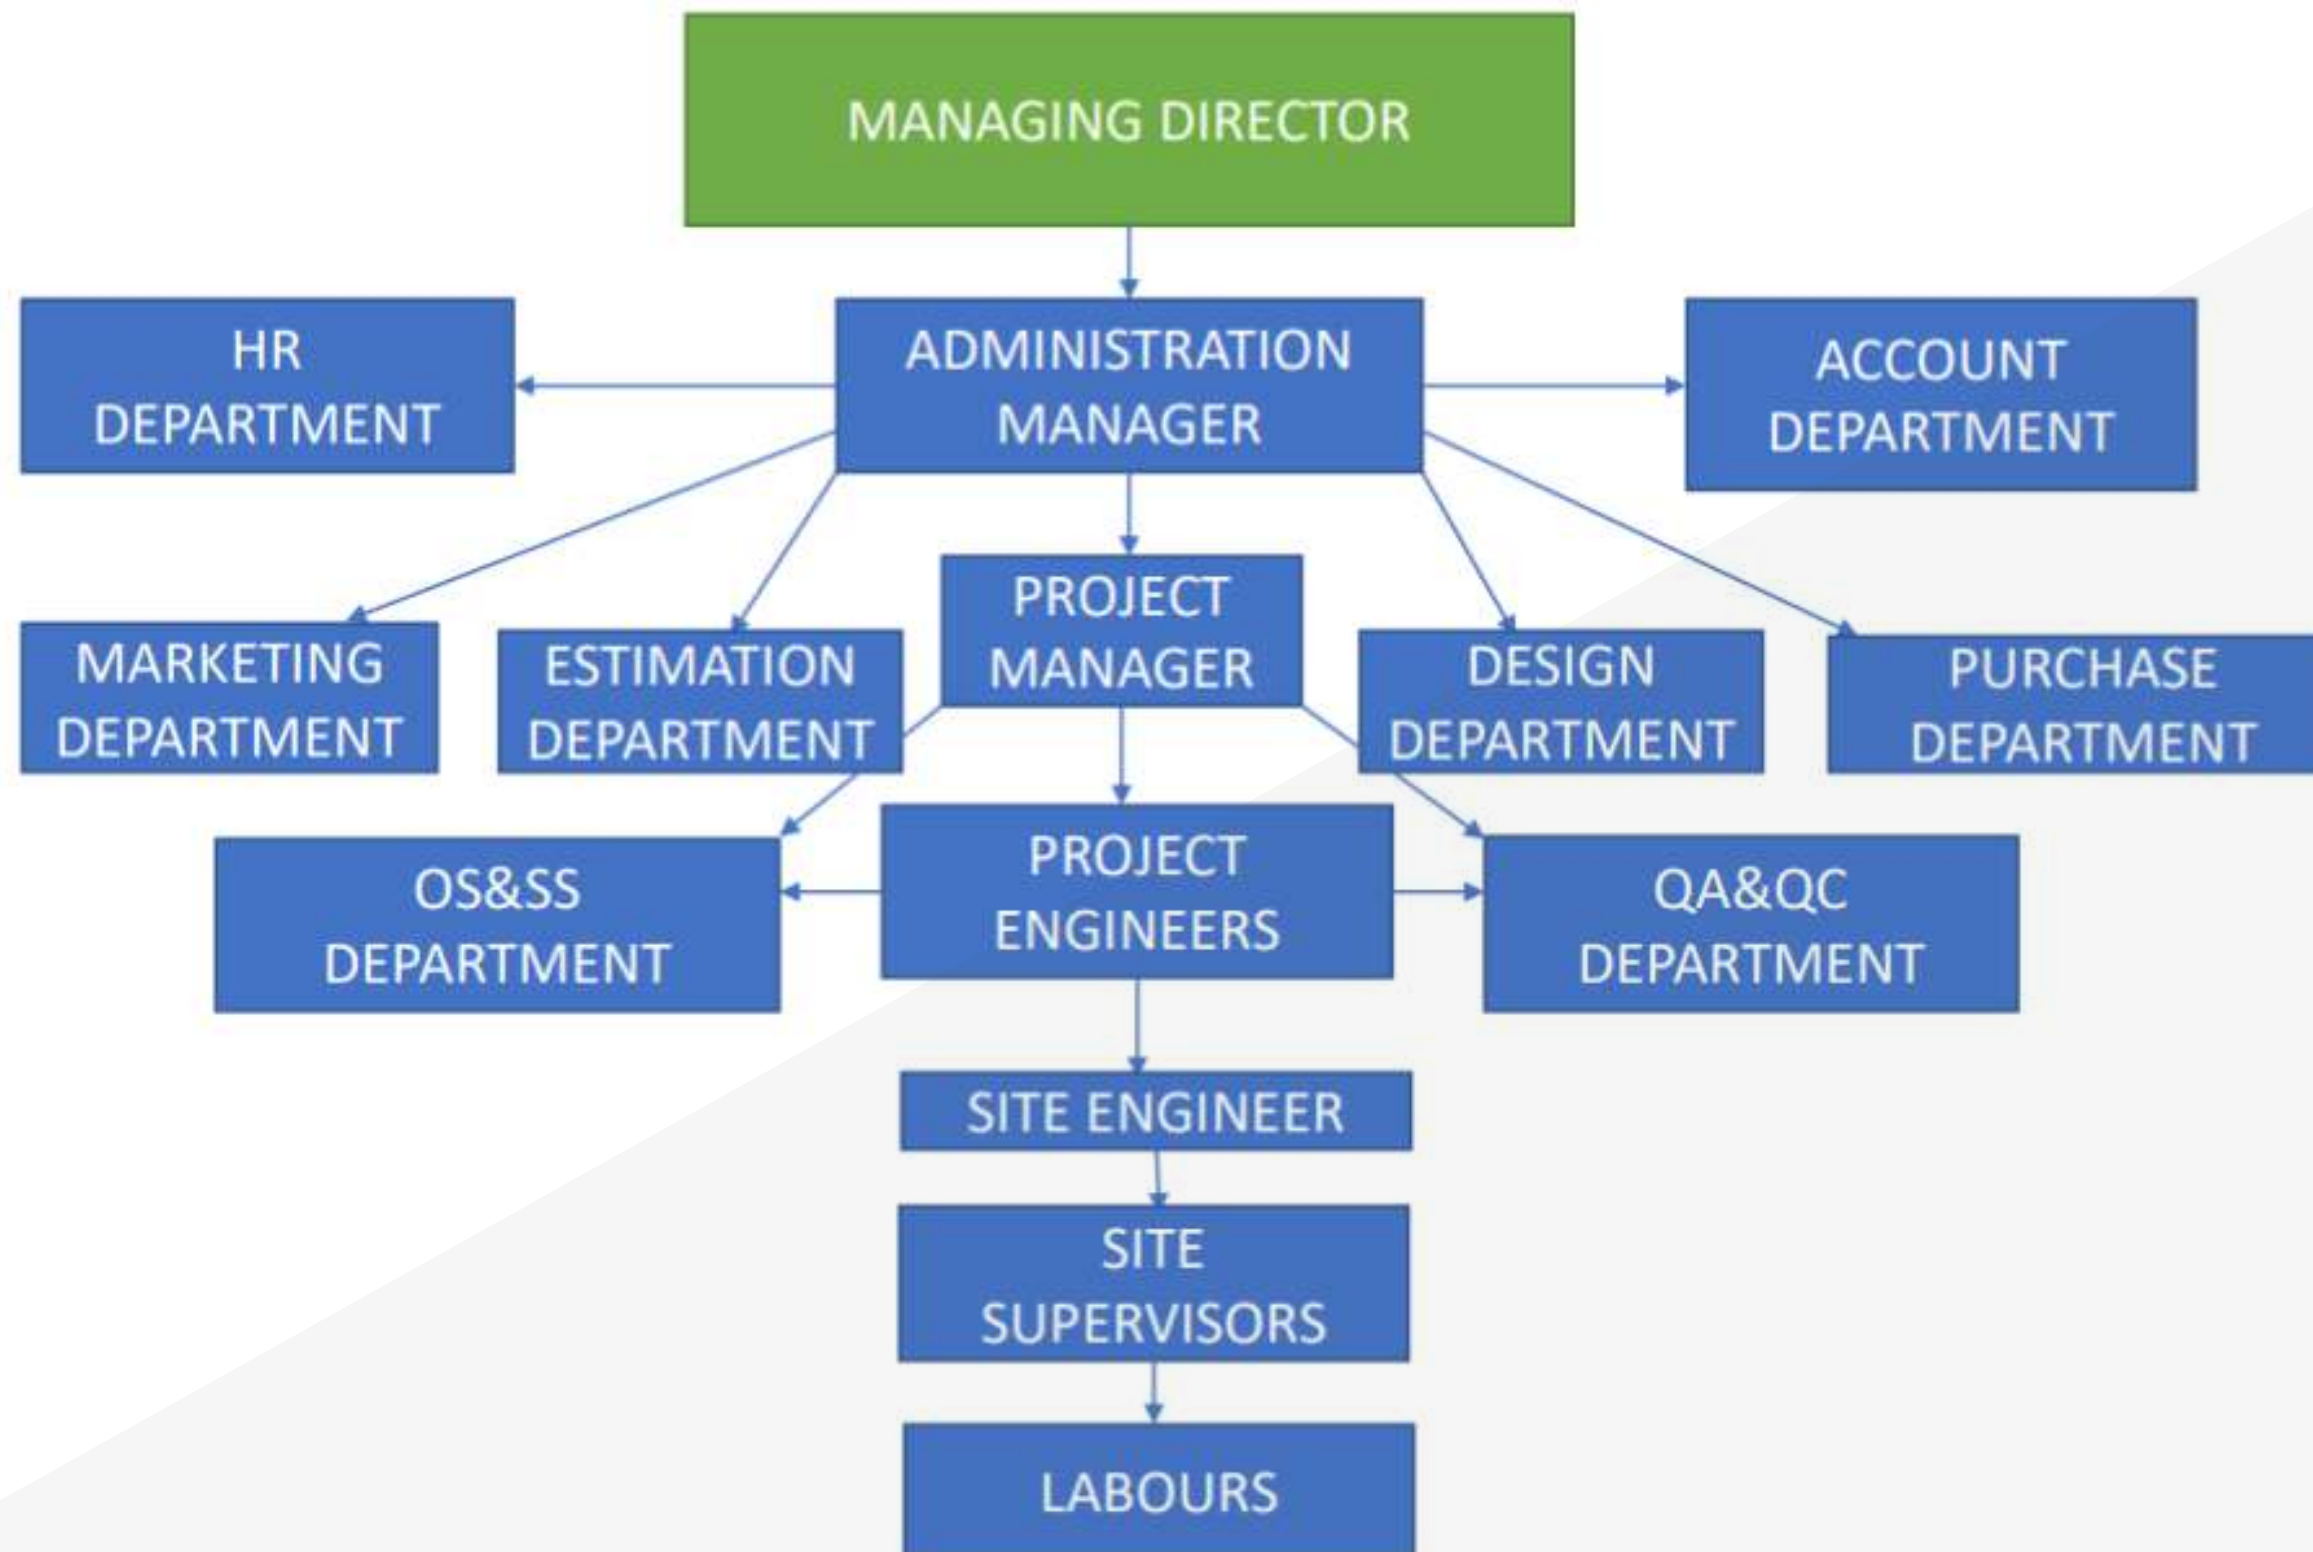 MANAGING DIRECTOR
HR
DEPARTMENT
ADMINISTRATION
MANAGER
ACCOUNT
DEPARTMENT
MARKETING
DEPARTMENT
ESTIMATION
DEPARTMENT
PROJECT
MANAGER
DESIGN
DEPARTMENT
PURCHASE
DEPARTMENT
OS&SS
DEPARTMENT
PROJECT
ENGINEERS
QA&QC
DEPARTMENT
SITE ENGINEER
SITE
SUPERVISORS
LABOURS